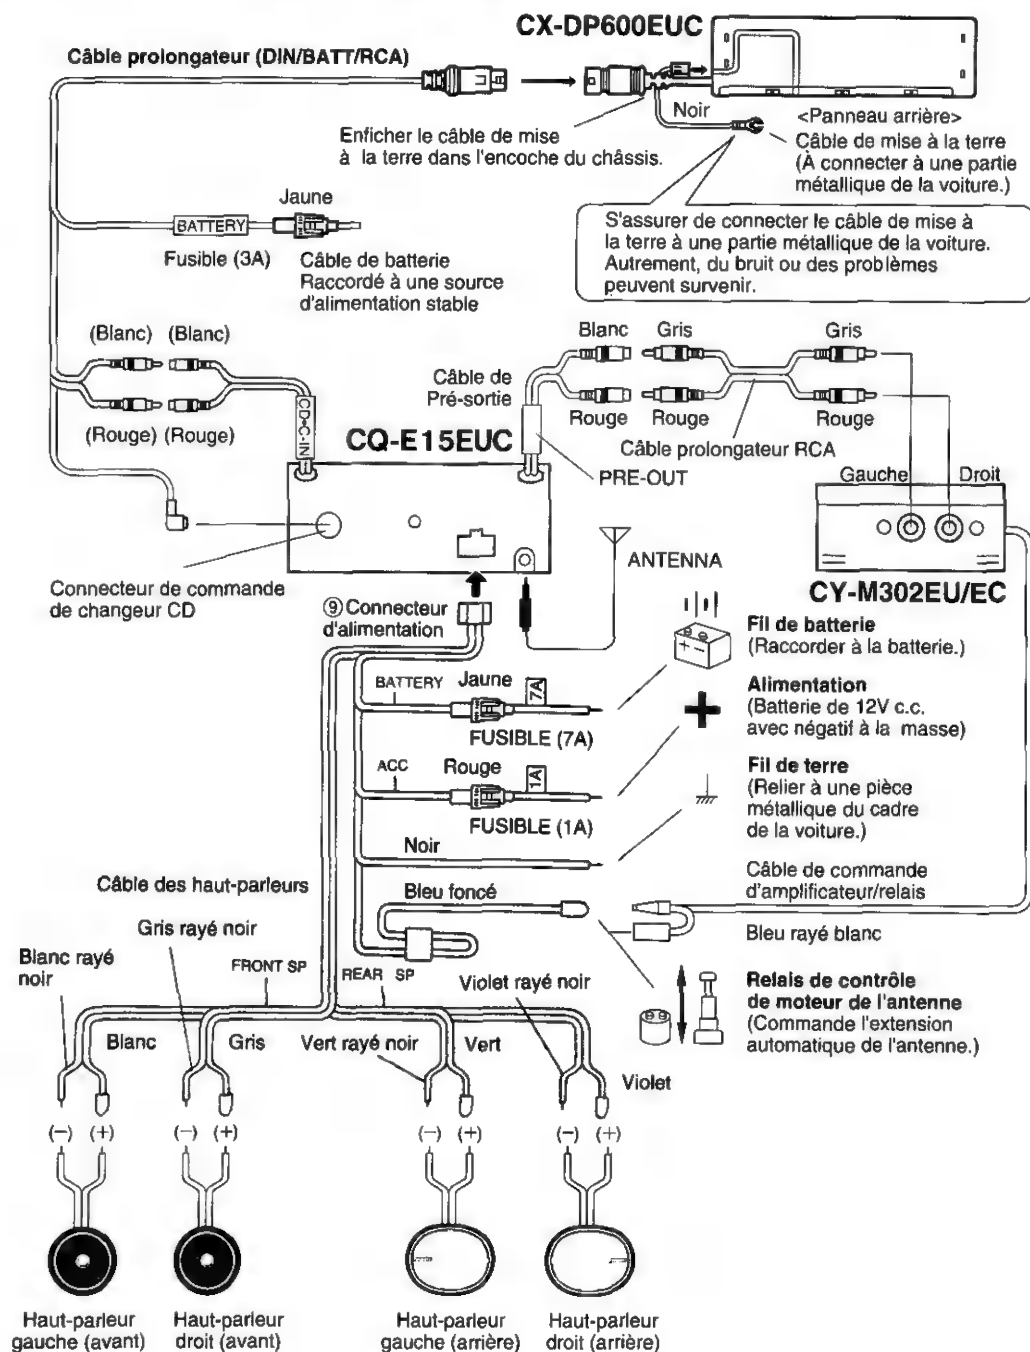 CX-DP600EUC
Câble prolongateur (DIN/BATT/RCA)
Noir
<Panneau arrière>
Enficher le câble de mise
à la terre dans l'encoche du châssis.
Câble de mise à la terre
(À connecter à une partie
métallique de la voiture.)
Jaune
BATTERY
Fusible (3A)
Câble de batterie
Raccordé à une source
d'alimentation stable
S'assurer de connecter le câble de mise à
la terre à une partie métallique de la voiture.
Autrement, du bruit ou des problèmes
peuvent survenir.
(Blanc) (Blanc)
(Rouge) (Rouge)
CD•C-IN
CQ-E15EUC
Câble de
Pré-sortie
Blanc Gris Gris
Rouge Rouge Rouge
Câble prolongateur RCA
PRE-OUT
Gauche Droit
ANTENNA
CY-M302EU/EC
Connecteur de commande
de changeur CD
⑨ Connecteur
d'alimentation
Fil de batterie
(Raccorder à la batterie.)
BATTERY Jaune 7A
FUSIBLE (7A)
Alimentation
(Batterie de 12V c.c.
avec négatif à la masse)
ACC Rouge 1A
FUSIBLE (1A)
Fil de terre
(Relier à une pièce
métallique du cadre
de la voiture.)
Noir
Câble des haut-parleurs
Bleu foncé
Câble de commande
d'amplificateur/relais
Bleu rayé blanc
Relais de contrôle
de moteur de l'antenne
(Commande l'extension
automatique de l'antenne.)
Gris rayé noir
Blanc rayé
noir
FRONT SP
REAR SP
Violet rayé noir
Blanc Gris Vert rayé noir Vert
Violet
(−) (+) (−) (+) (−) (+) (−) (+)
Haut-parleur
gauche (avant)
Haut-parleur
droit (avant)
Haut-parleur
gauche (arrière)
Haut-parleur
droit (arrière)